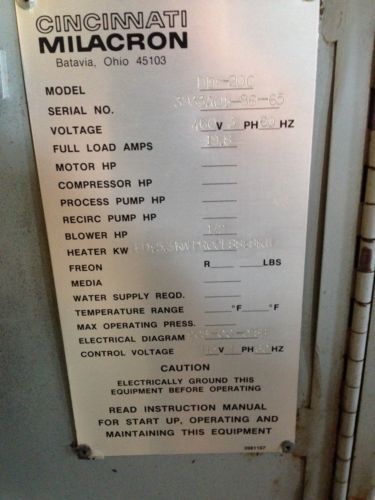 CINCINNATI
MILACRON
Batavia, Ohio 45103
MODEL
SERIAL NO.
VOLTAGE 460 V 3 PH 60 HZ
FULL LOAD AMPS
MOTOR HP
COMPRESSOR HP
PROCESS PUMP HP
RECIRC PUMP HP
BLOWER HP
HEATER KW
FREON R LBS
MEDIA
WATER SUPPLY REQD.
TEMPERATURE RANGE °F °F
MAX OPERATING PRESS.
ELECTRICAL DIAGRAM
CONTROL VOLTAGE V PH HZ
CAUTION
ELECTRICALLY GROUND THIS
EQUIPMENT BEFORE OPERATING
READ INSTRUCTION MANUAL
FOR START UP, OPERATING AND
MAINTAINING THIS EQUIPMENT